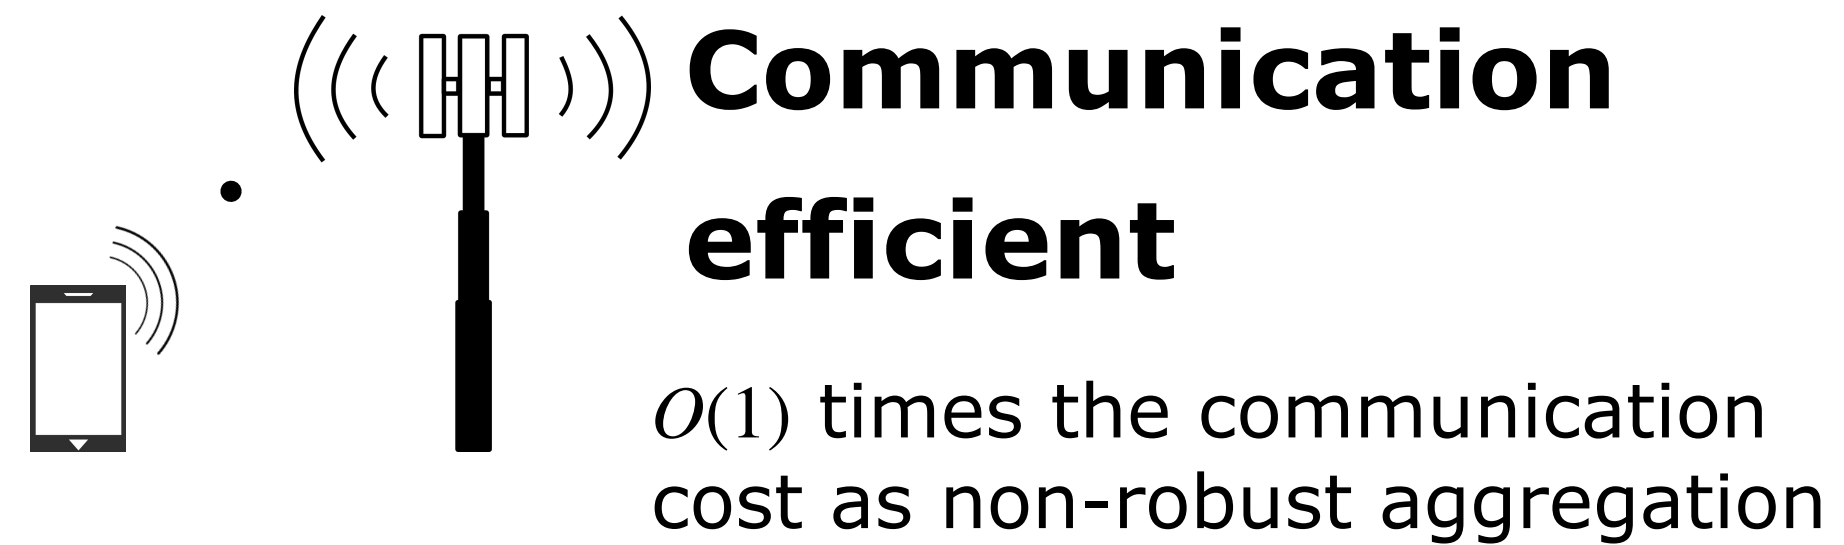 Communication
efficient
O(1) times the communication
cost as non-robust aggregation